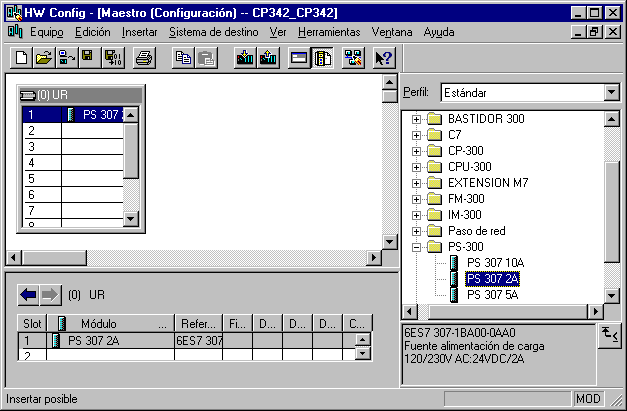 HW Config - [Maestro (Configuración) -- CP342_CP342]
Equipo Edición Insertar Sistema de destino Ver Herramientas Ventana Ayuda
(0) UR
1 PS 307
2
3
4
5
6
7
8
Perfil: Estándar
BASTIDOR 300
C7
CP-300
CPU-300
EXTENSION M7
FM-300
IM-300
Paso de red
PS-300
PS 307 10A
PS 307 2A
PS 307 5A
(0) UR
Slot Módulo ... Refer... Fi... D... D... D... C...
1 PS 307 2A 6ES7 307
2
6ES7 307-1BA00-0AA0
Fuente alimentación de carga
120/230V AC:24VDC/2A
Insertar posible MOD